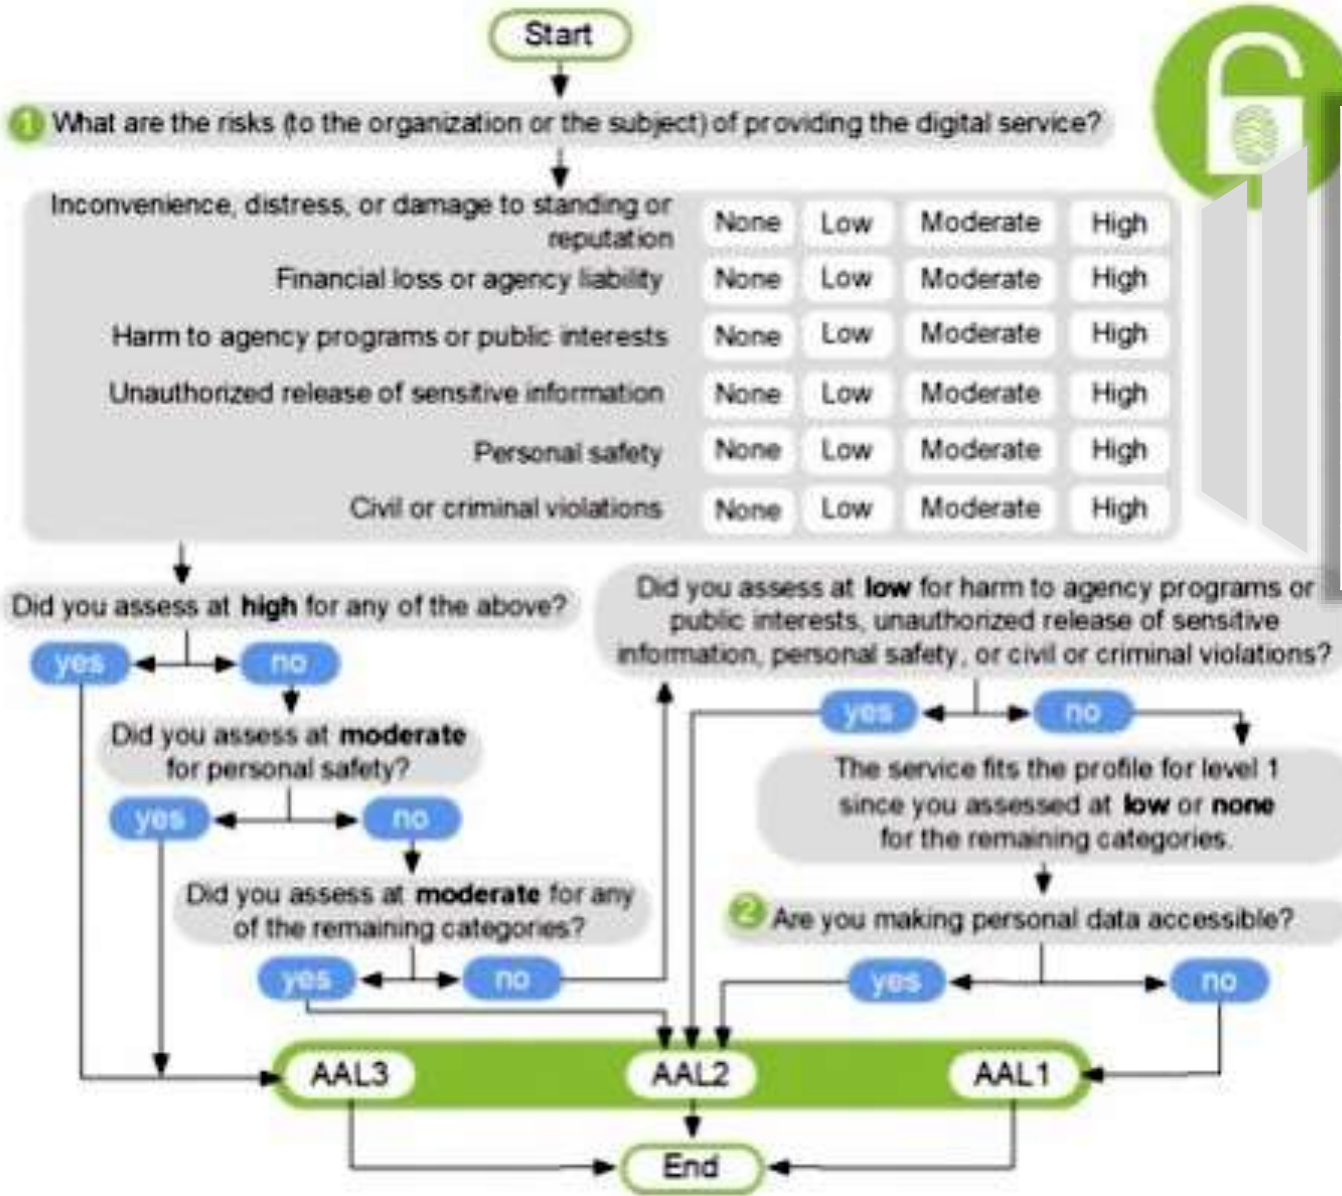 Start
1 What are the risks (to the organization or the subject) of providing the digital service?
Inconvenience, distress, or damage to standing or
reputation None Low Moderate High
Financial loss or agency liability None Low Moderate High
Harm to agency programs or public interests None Low Moderate High
Unauthorized release of sensitive information None Low Moderate High
Personal safety None Low Moderate High
Civil or criminal violations None Low Moderate High
Did you assess at high for any of the above?
yes no
Did you assess at moderate
for personal safety?
yes no
Did you assess at moderate for any
of the remaining categories?
yes no
Did you assess at low for harm to agency programs or
public interests, unauthorized release of sensitive
information, personal safety, or civil or criminal violations?
yes no
The service fits the profile for level 1
since you assessed at low or none
for the remaining categories.
2 Are you making personal data accessible?
yes no
AAL3 AAL2 AAL1
End